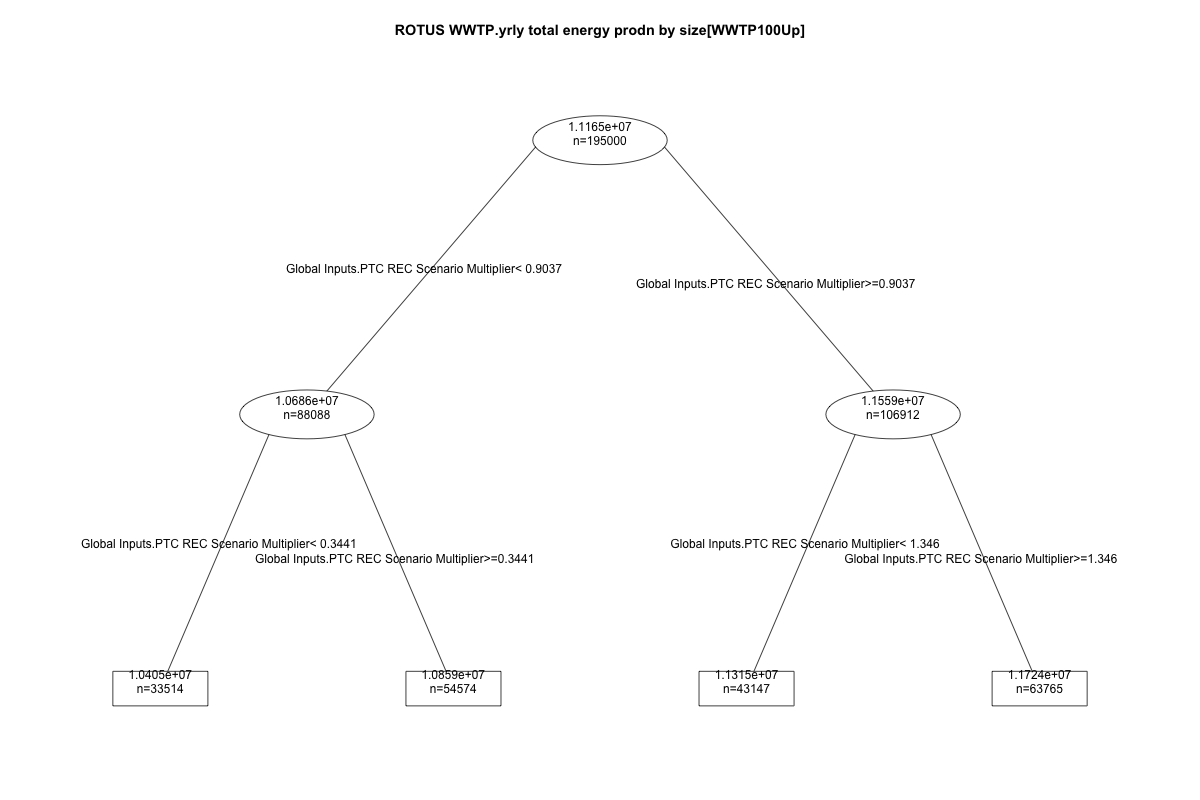 ROTUS WWTP.yrly total energy prodn by size[WWTP100Up]
1.1165e+07
n=195000
Global Inputs.PTC REC Scenario Multiplier< 0.9037
Global Inputs.PTC REC Scenario Multiplier>=0.9037
1.0686e+07
n=88088
1.1559e+07
n=106912
Global Inputs.PTC REC Scenario Multiplier< 0.3441
Global Inputs.PTC REC Scenario Multiplier>=0.3441
Global Inputs.PTC REC Scenario Multiplier< 1.346
Global Inputs.PTC REC Scenario Multiplier>=1.346
1.0405e+07
n=33514
1.0859e+07
n=54574
1.1315e+07
n=43147
1.1724e+07
n=63765